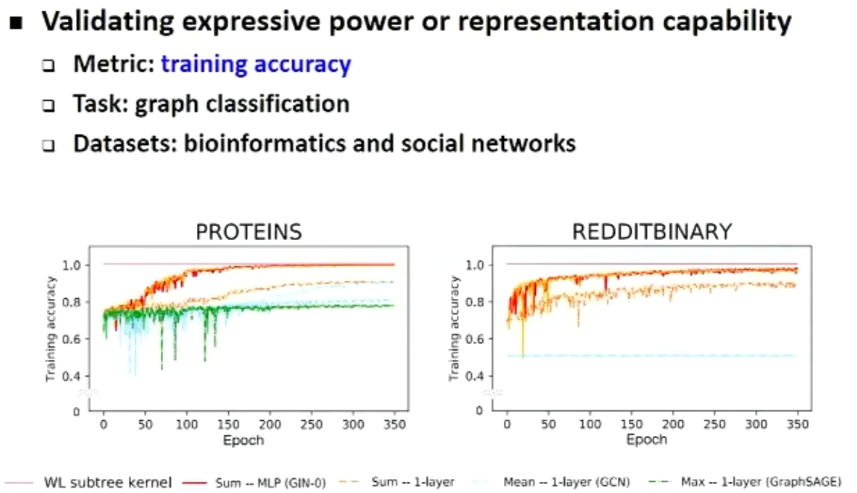 Validating expressive power or representation capability
Metric: training accuracy
Task: graph classification
Datasets: bioinformatics and social networks
PROTEINS
Training accuracy
1.0
0.8
0.6
0.4
0
0 50 100 150 200 250 300 350
Epoch
REDDITBINARY
Training accuracy
1.0
0.8
0.6
0.4
0
0 50 100 150 200 250 300 350
Epoch
WL subtree kernel Sum -- MLP (GIN-0) Sum -- 1-layer Mean -- 1-layer (GCN) Max -- 1-layer (GraphSAGE)